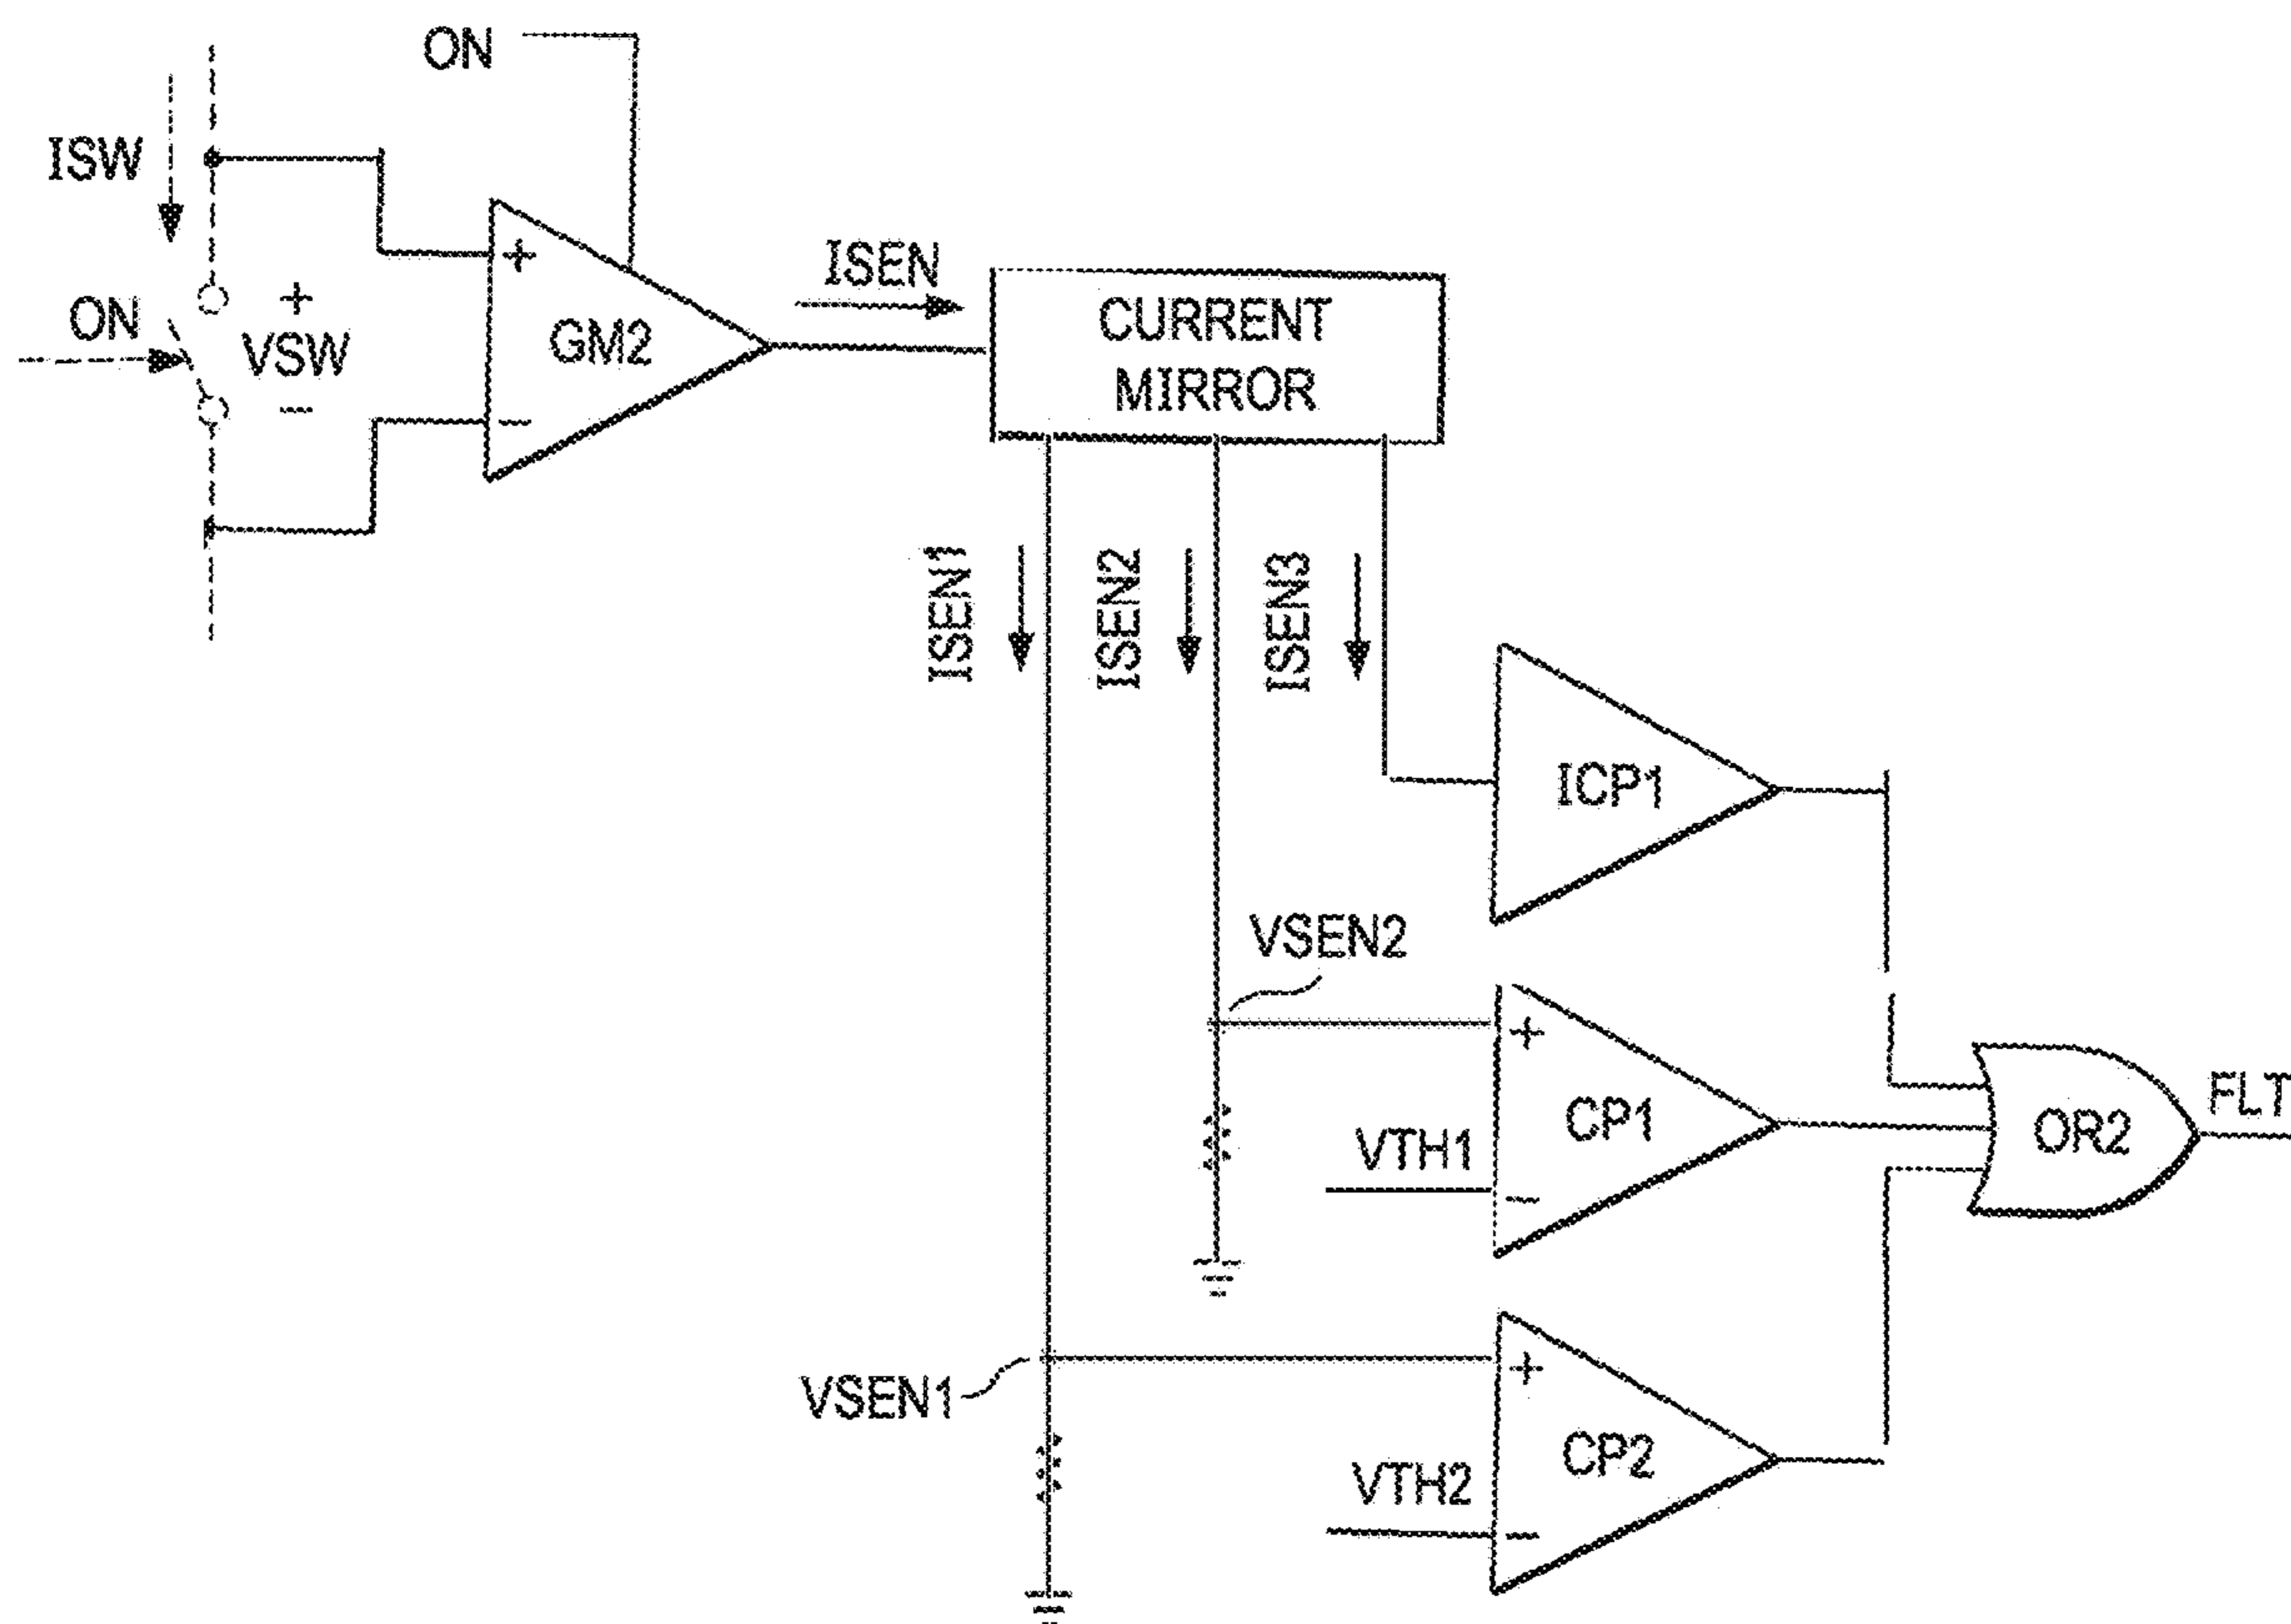 ON
ISW
+
ISEN
CURRENT
MIRROR
ON
+
VSW
-
GM2
-
ISEN1
ISEN2
ISEN3
ICP1
VSEN2
+
CP1
VTH1
-
OR2
FLT
VSEN1
+
CP2
VTH2
-